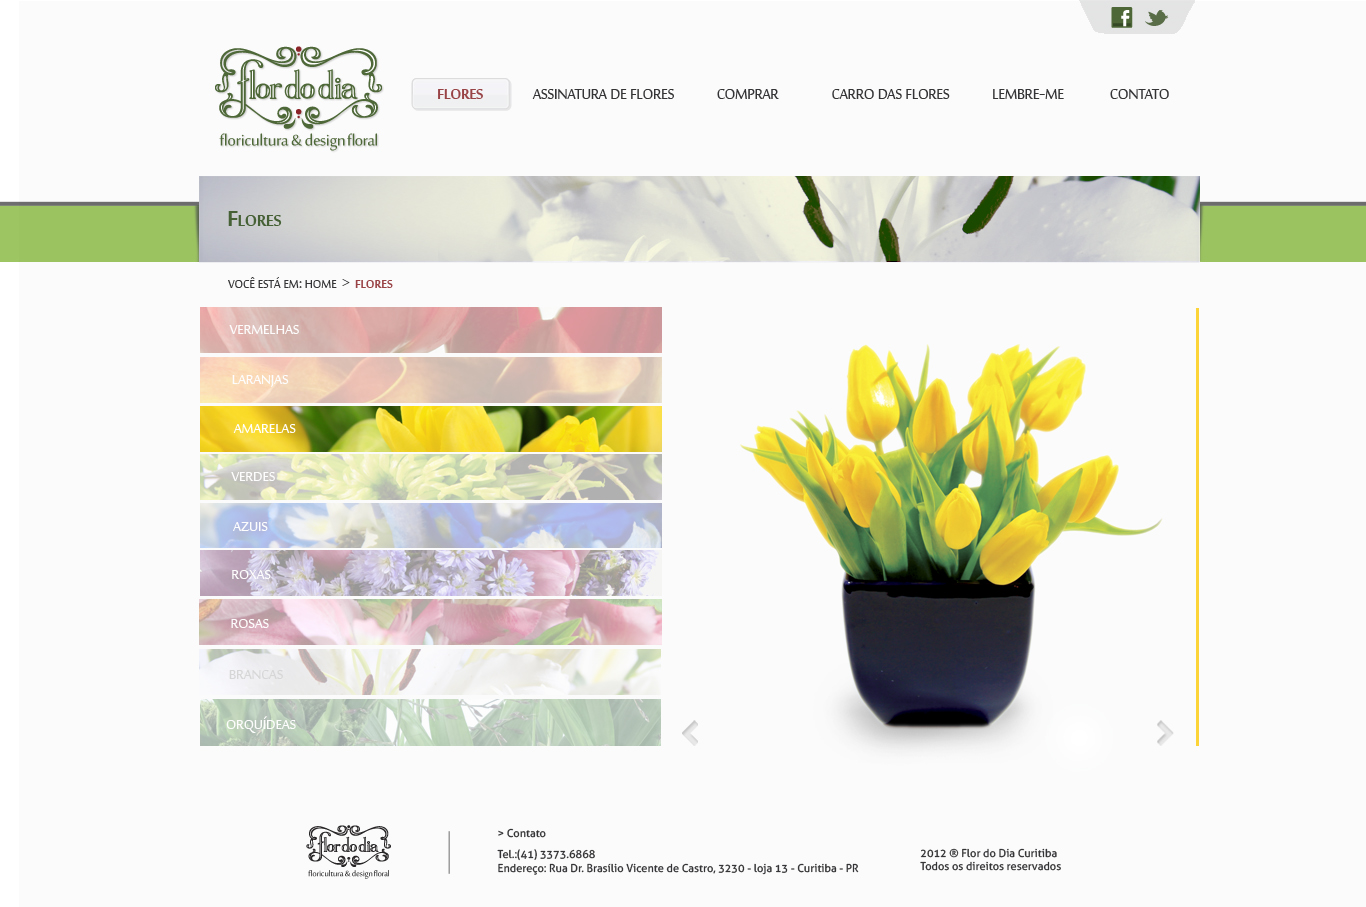 flor do dia
floricultura & design floral
FLORES
ASSINATURA DE FLORES
COMPRAR
CARRO DAS FLORES
LEMBRE-ME
CONTATO
FLORES
VOCÊ ESTÁ EM: HOME > FLORES
VERMELHAS
LARANJAS
AMARELAS
VERDES
AZUIS
ROXAS
ROSAS
BRANCAS
ORQUÍDEAS
flor do dia
floricultura & design floral
> Contato
Tel.:(41) 3373.6868
Endereço: Rua Dr. Brasílio Vicente de Castro, 3230 - loja 13 - Curitiba - PR
2012 ® Flor do Dia Curitiba
Todos os direitos reservados